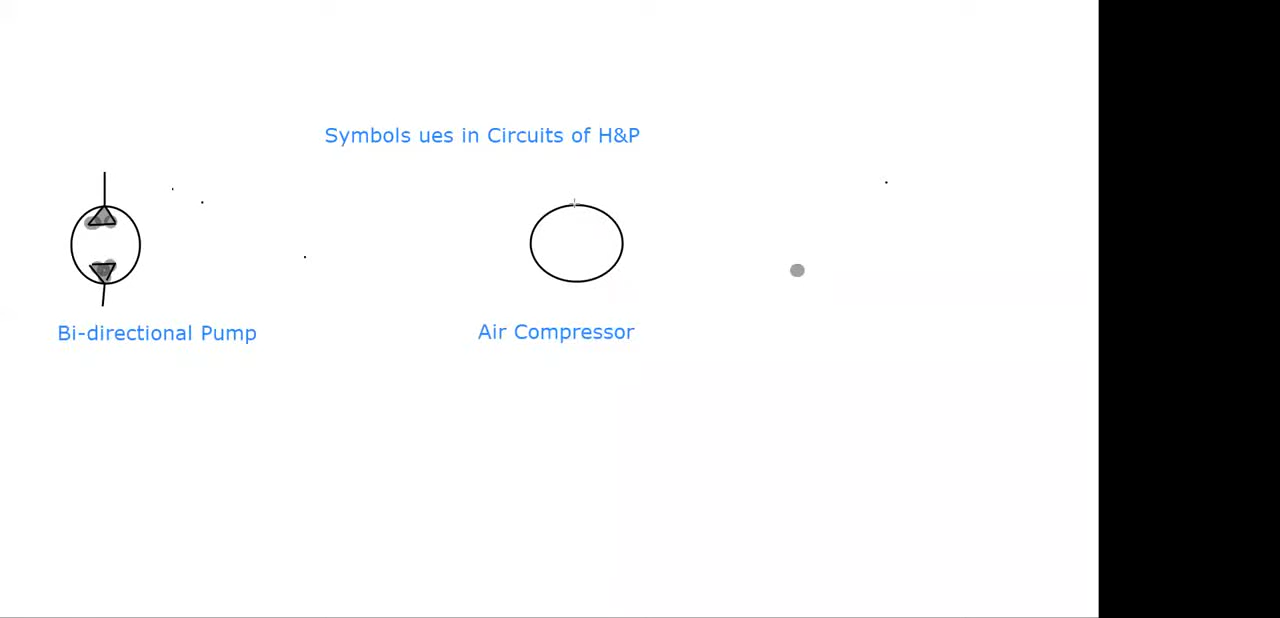 Symbols ues in Circuits of H&P
Bi-directional Pump
Air Compressor